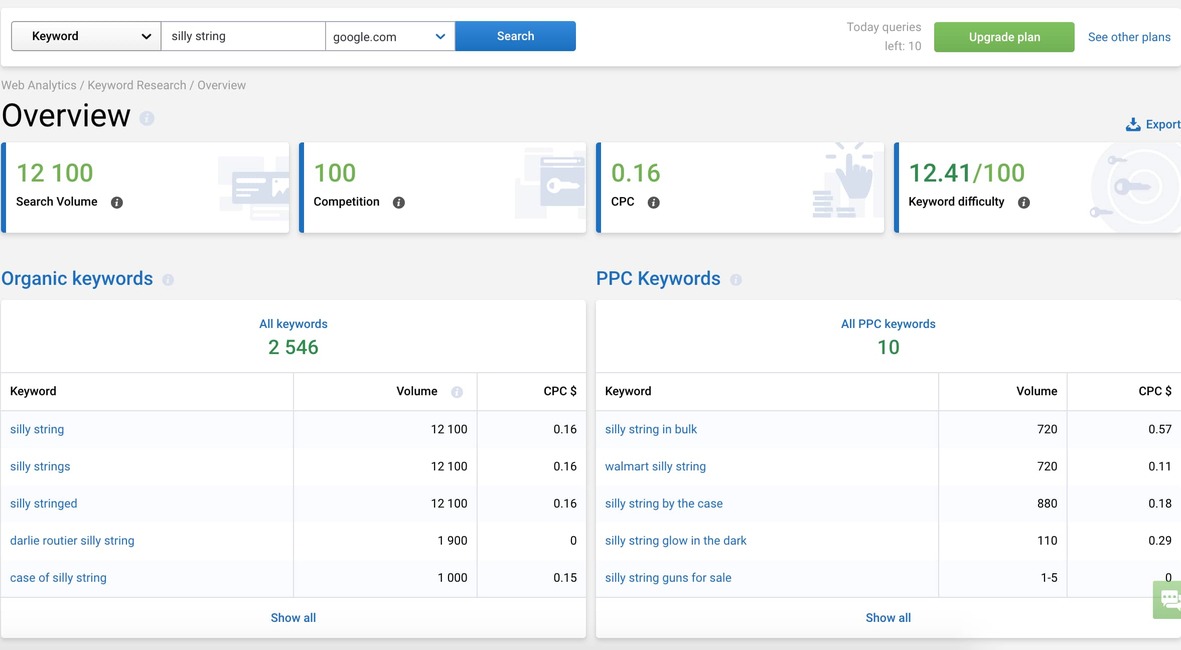 Keyword
silly string
google.com
Search
Today queries
left: 10
Upgrade plan
See other plans
Web Analytics / Keyword Research / Overview
Overview
Export
12 100
Search Volume
100
Competition
0.16
CPC
12.41/100
Keyword difficulty
Organic keywords
All keywords
2 546
Keyword Volume CPC $
silly string 12 100 0.16
silly strings 12 100 0.16
silly stringed 12 100 0.16
darlie routier silly string 1 900 0
case of silly string 1 000 0.15
Show all
PPC Keywords
All PPC keywords
10
Keyword Volume CPC $
silly string in bulk 720 0.57
walmart silly string 720 0.11
silly string by the case 880 0.18
silly string glow in the dark 110 0.29
silly string guns for sale 1-5 0
Show all